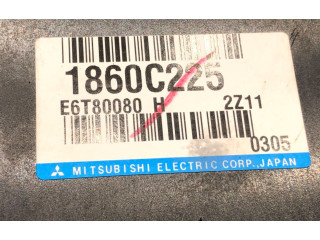 1860C225
E6T80080 H 2Z11
0305
MITSUBISHI ELECTRIC CORP., JAPAN